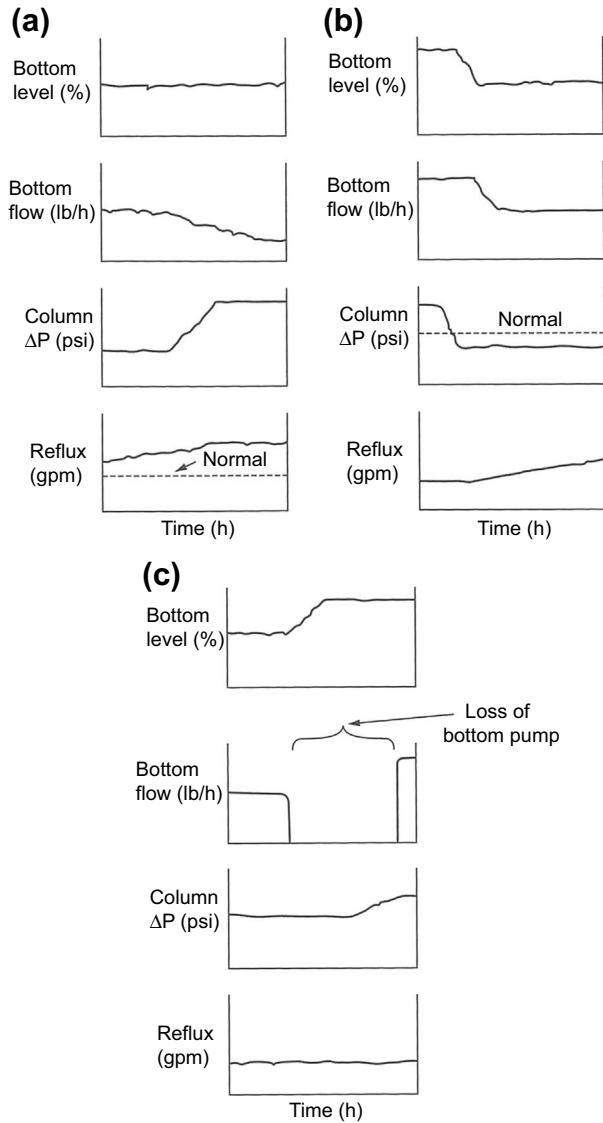 (a)
Bottom
level (%)
Bottom
flow (lb/h)
Column
ΔP (psi)
Reflux
(gpm)
Normal
Time (h)
(b)
Bottom
level (%)
Bottom
flow (lb/h)
Column
ΔP (psi)
Normal
Reflux
(gpm)
Time (h)
(c)
Bottom
level (%)
Loss of
bottom pump
Bottom
flow (lb/h)
Column
ΔP (psi)
Reflux
(gpm)
Time (h)